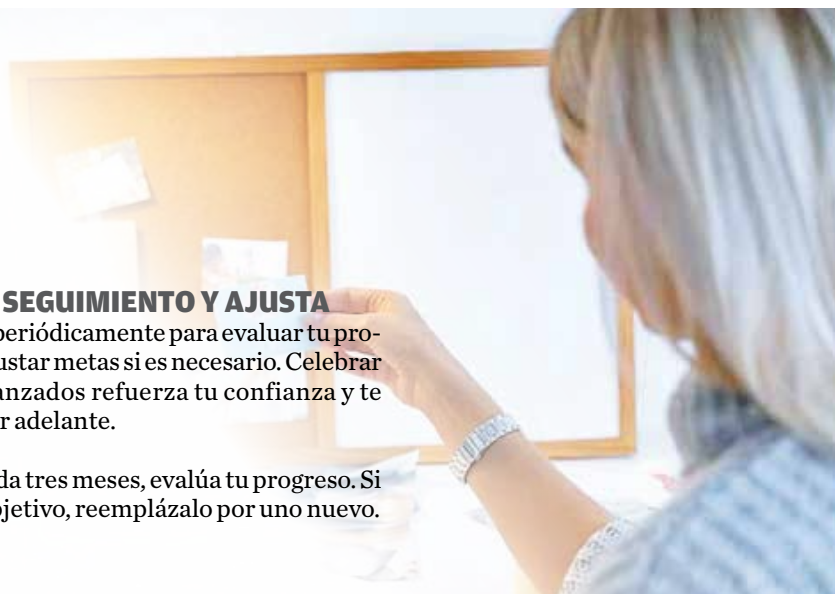 SEGUIMIENTO Y AJUSTA
periódicamente para evaluar tu pro-
ustar metas si es necesario. Celebrar
anzados refuerza tu confianza y te
r adelante.
da tres meses, evalúa tu progreso. Si
jetivo, reemplázalo por uno nuevo.